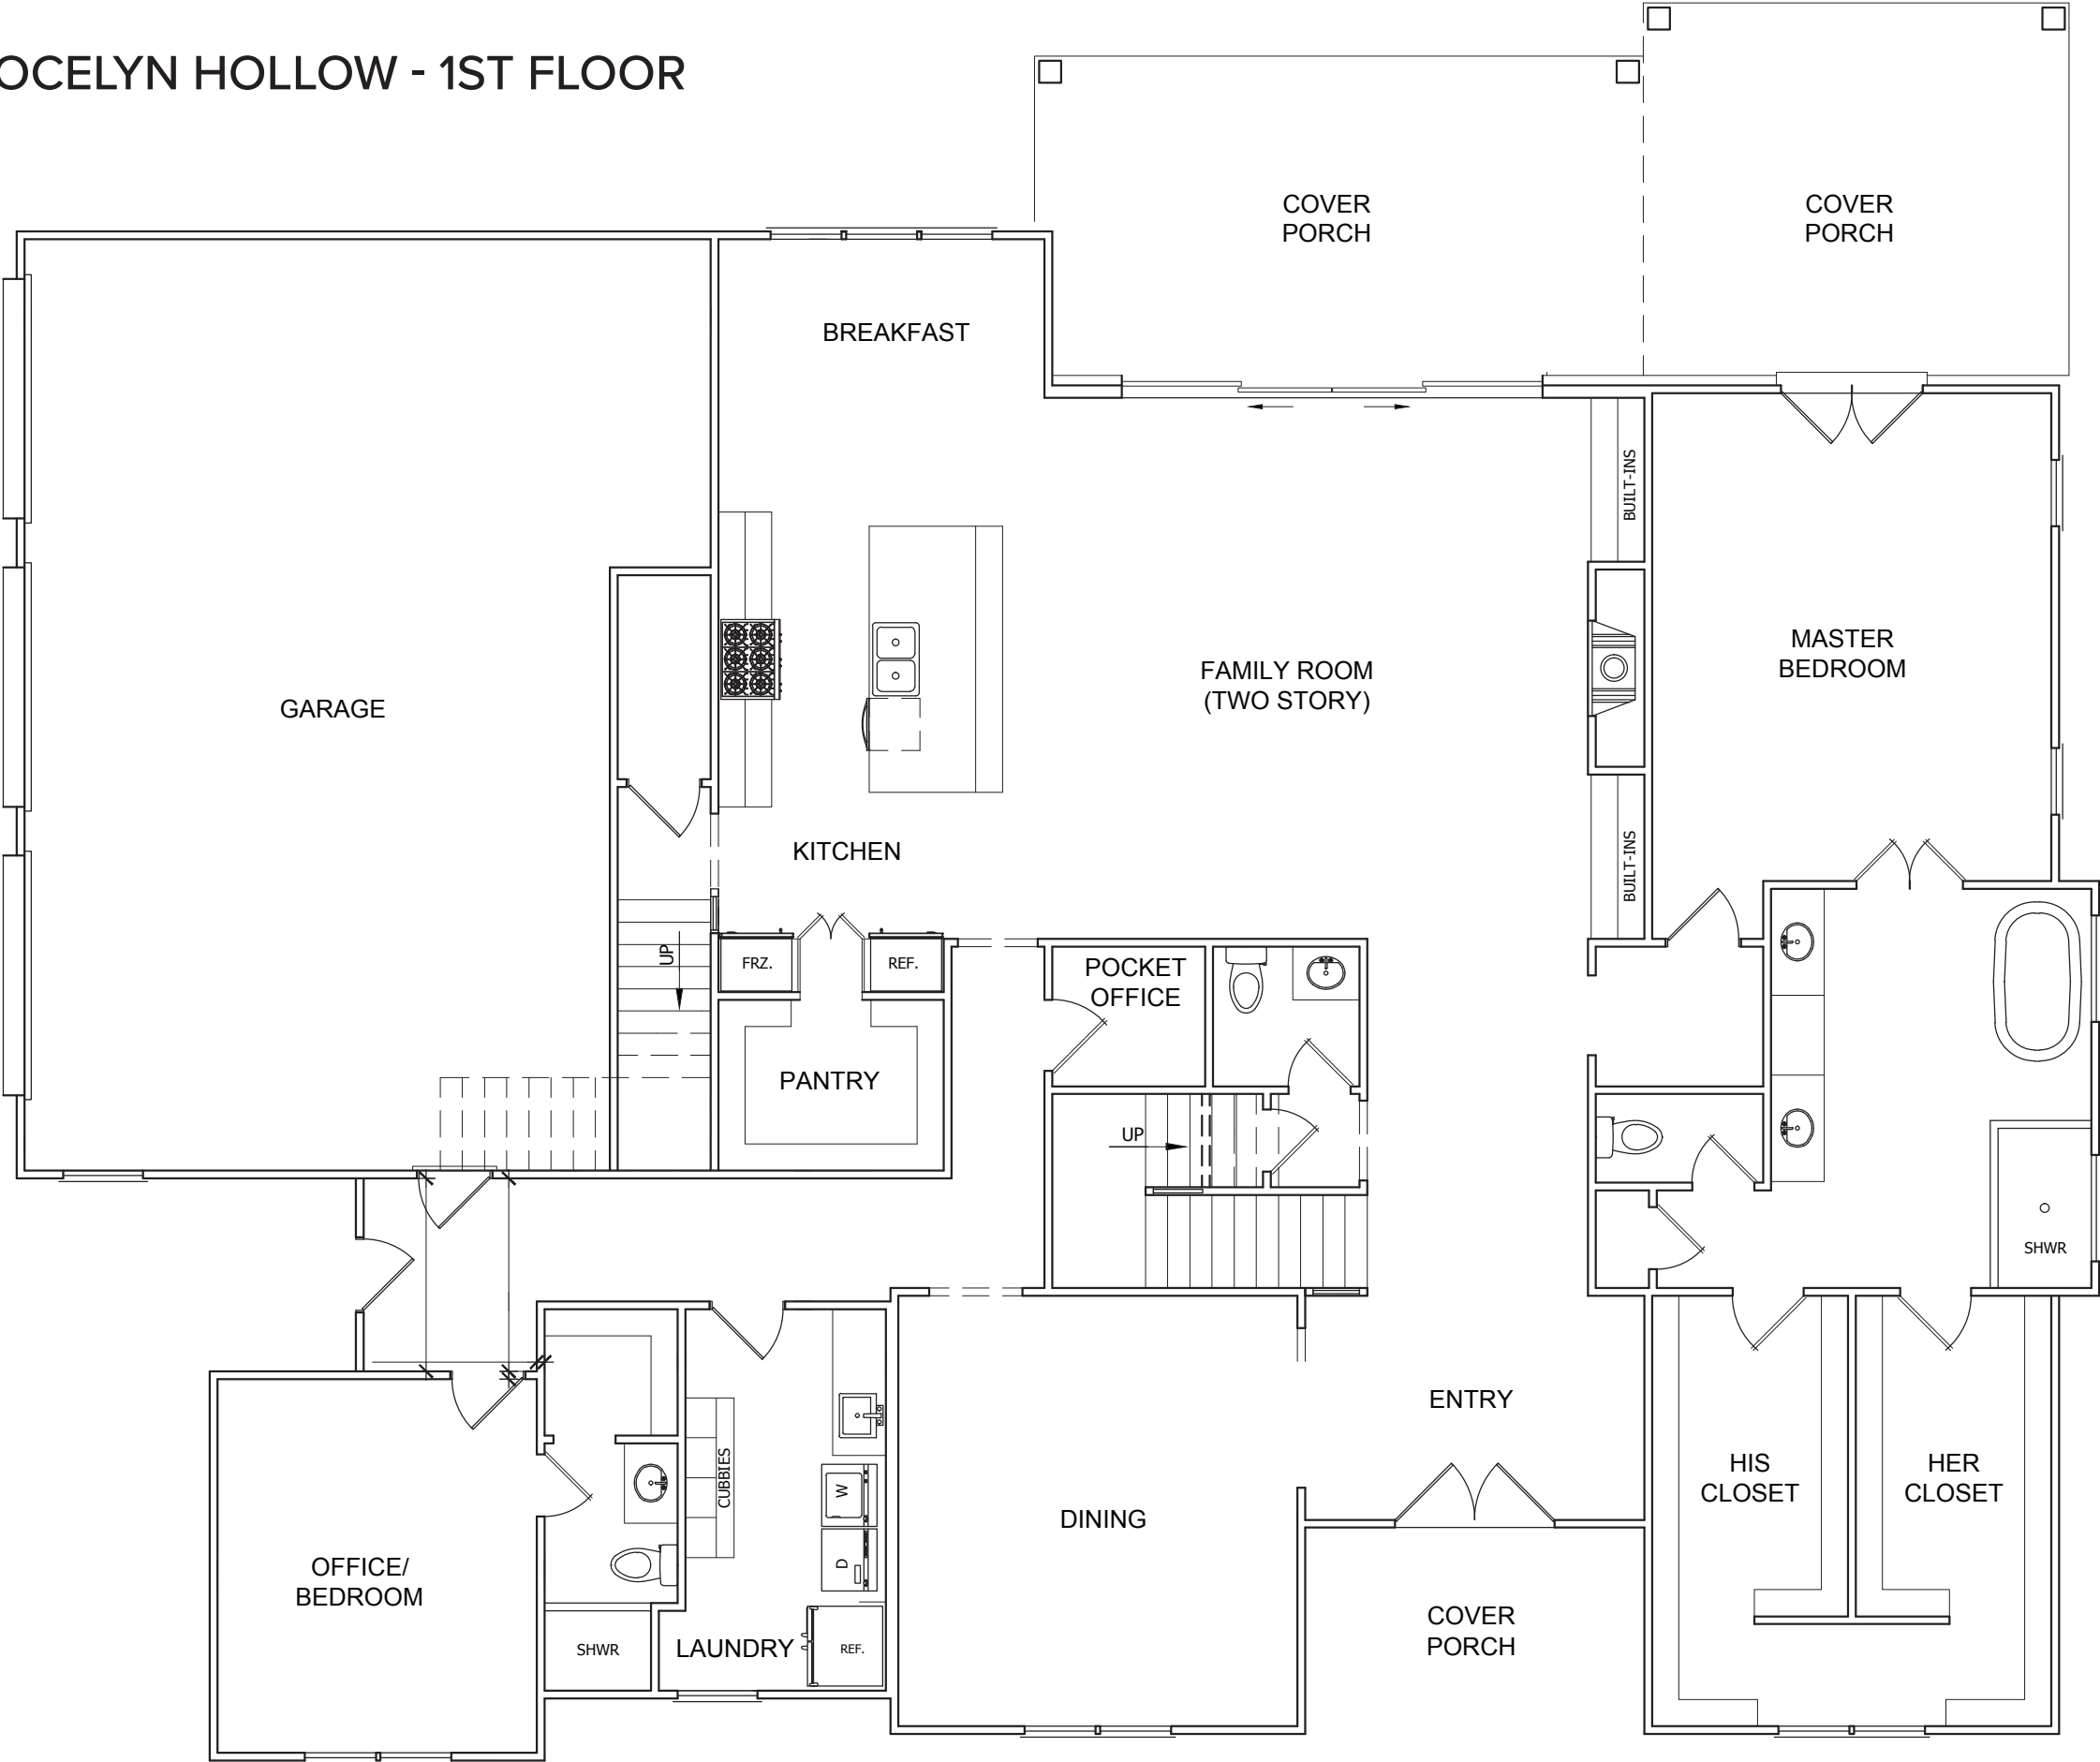 OCELYN HOLLOW - 1ST FLOOR
COVER
PORCH
COVER
PORCH
BREAKFAST
BUILT-INS
MASTER
BEDROOM
FAMILY ROOM
(TWO STORY)
GARAGE
KITCHEN
BUILT-INS
UP
FRZ.
REF.
POCKET
OFFICE
PANTRY
UP
SHWR
ENTRY
HIS
CLOSET
HER
CLOSET
CUBBIES
W
D
DINING
OFFICE/
BEDROOM
COVER
PORCH
SHWR
LAUNDRY
REF.